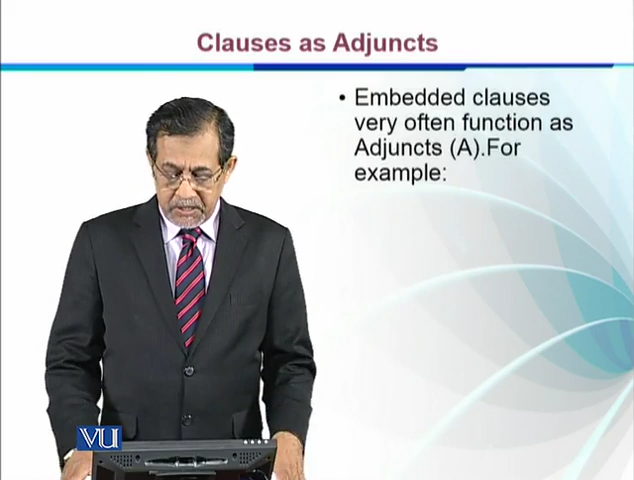 Clauses as Adjuncts
• Embedded clauses
very often function as
Adjuncts (A).For
example:
VU